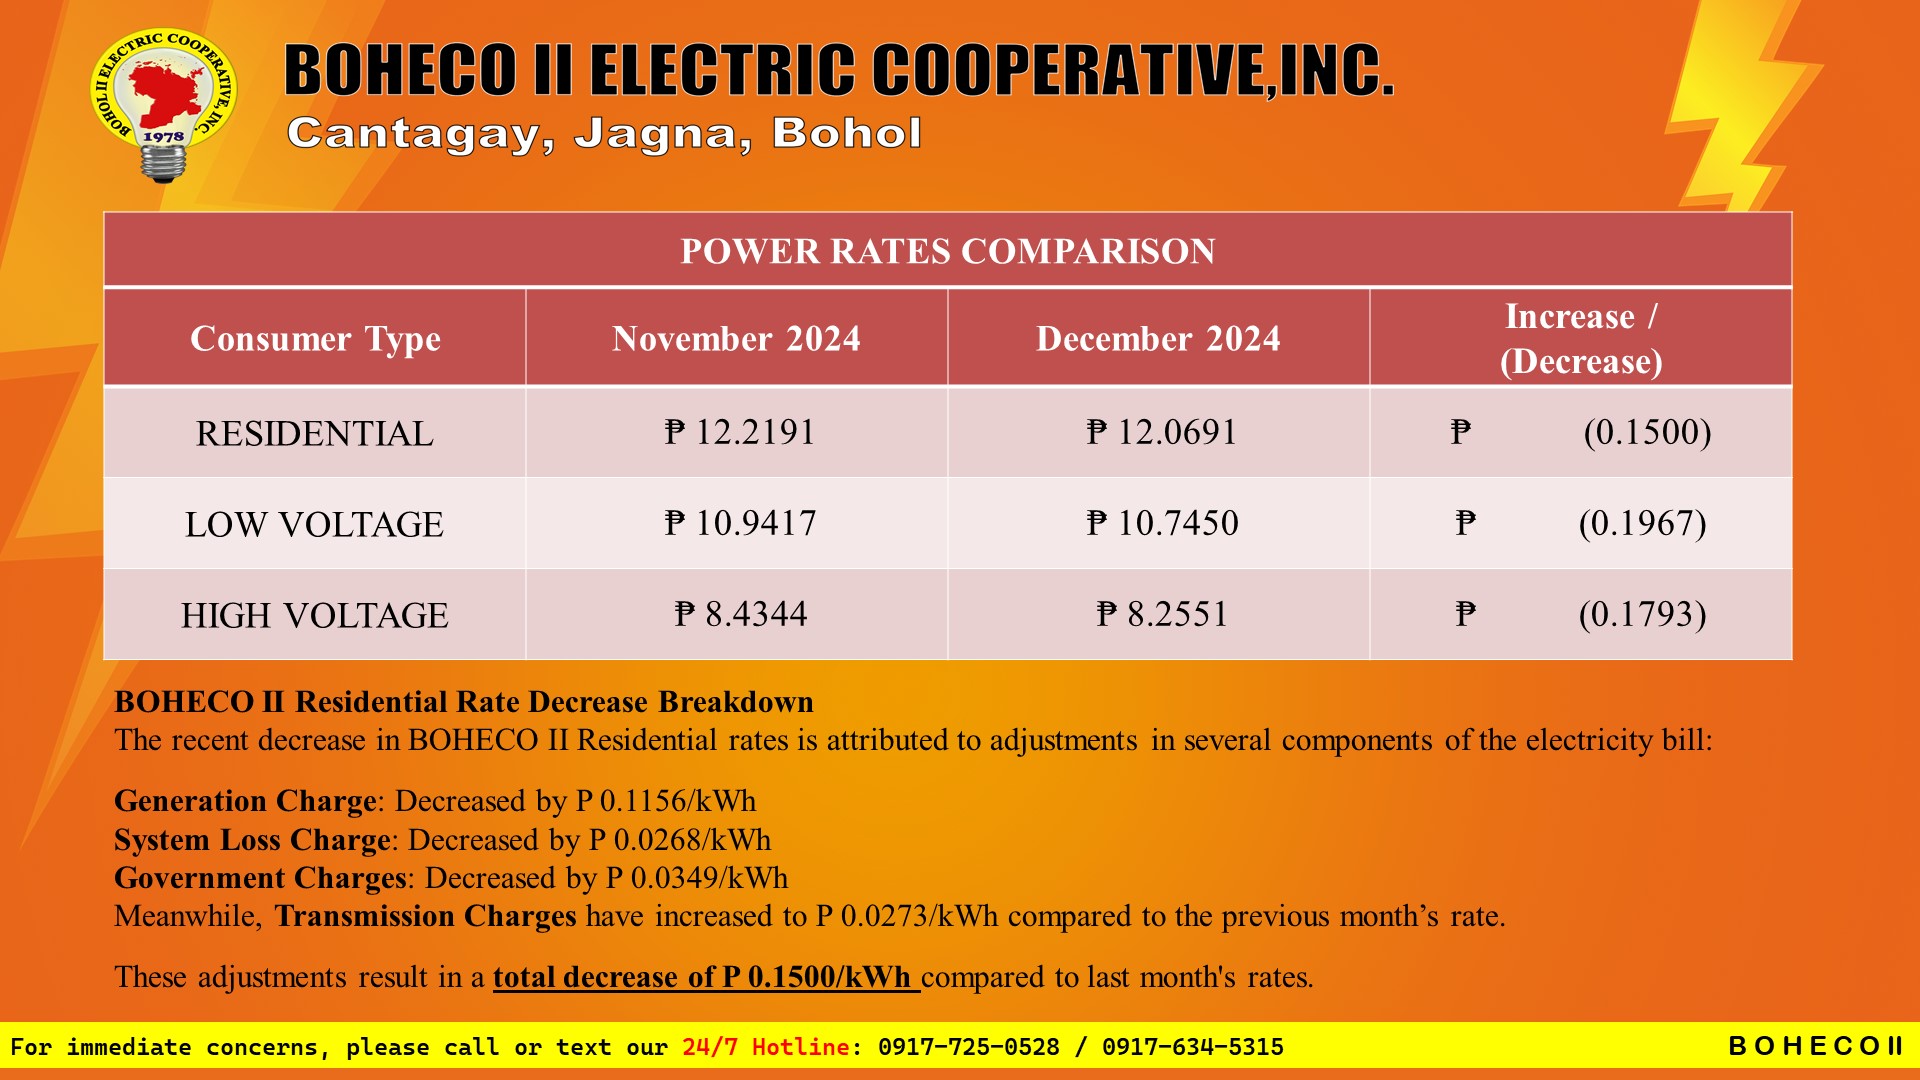 BOHOL II ELECTRIC COOPERATIVE, INC.
1978
BOHECO II ELECTRIC COOPERATIVE,INC.
Cantagay, Jagna, Bohol
POWER RATES COMPARISON
Consumer Type November 2024 December 2024 Increase / (Decrease)
RESIDENTIAL ₱ 12.2191 ₱ 12.0691 ₱ (0.1500)
LOW VOLTAGE ₱ 10.9417 ₱ 10.7450 ₱ (0.1967)
HIGH VOLTAGE ₱ 8.4344 ₱ 8.2551 ₱ (0.1793)
BOHECO II Residential Rate Decrease Breakdown
The recent decrease in BOHECO II Residential rates is attributed to adjustments in several components of the electricity bill:
Generation Charge: Decreased by P 0.1156/kWh
System Loss Charge: Decreased by P 0.0268/kWh
Government Charges: Decreased by P 0.0349/kWh
Meanwhile, Transmission Charges have increased to P 0.0273/kWh compared to the previous month’s rate.
These adjustments result in a total decrease of P 0.1500/kWh compared to last month's rates.
For immediate concerns, please call or text our 24/7 Hotline: 0917-725-0528 / 0917-634-5315
BOHECO II